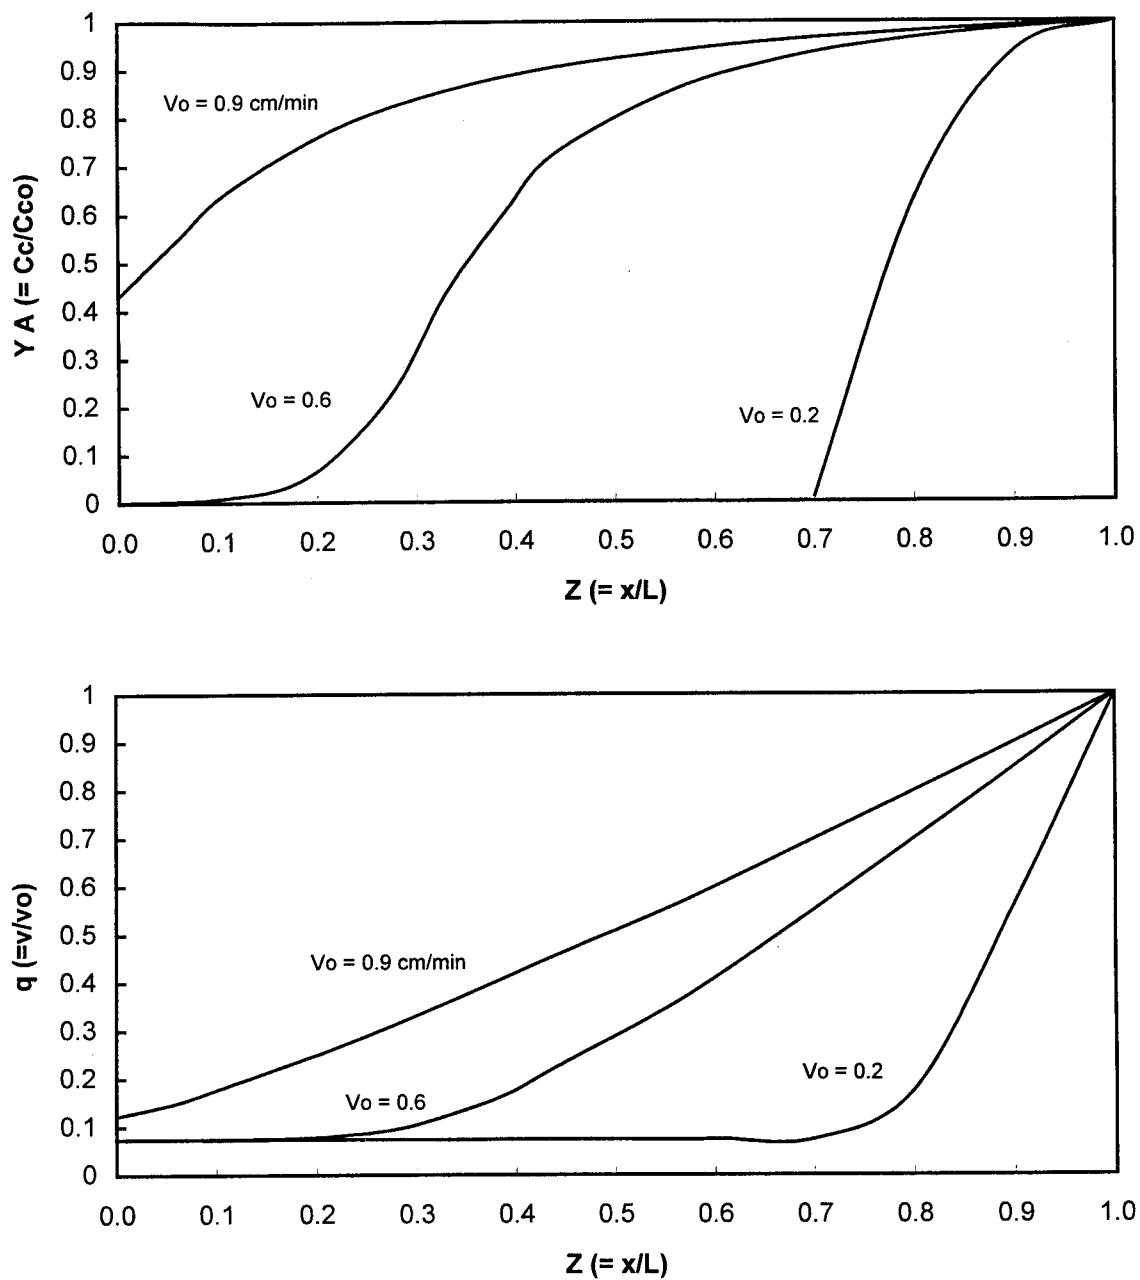 1
0.9
0.8
0.7
0.6
0.5
0.4
0.3
0.2
0.1
0
Y A (= Cc/Cco)
Vo = 0.9 cm/min
Vo = 0.6
Vo = 0.2
0.0 0.1 0.2 0.3 0.4 0.5 0.6 0.7 0.8 0.9 1.0
Z (= x/L)
1
0.9
0.8
0.7
0.6
0.5
0.4
0.3
0.2
0.1
0
q (=v/vo)
Vo = 0.9 cm/min
Vo = 0.6
Vo = 0.2
0.0 0.1 0.2 0.3 0.4 0.5 0.6 0.7 0.8 0.9 1.0
Z (= x/L)